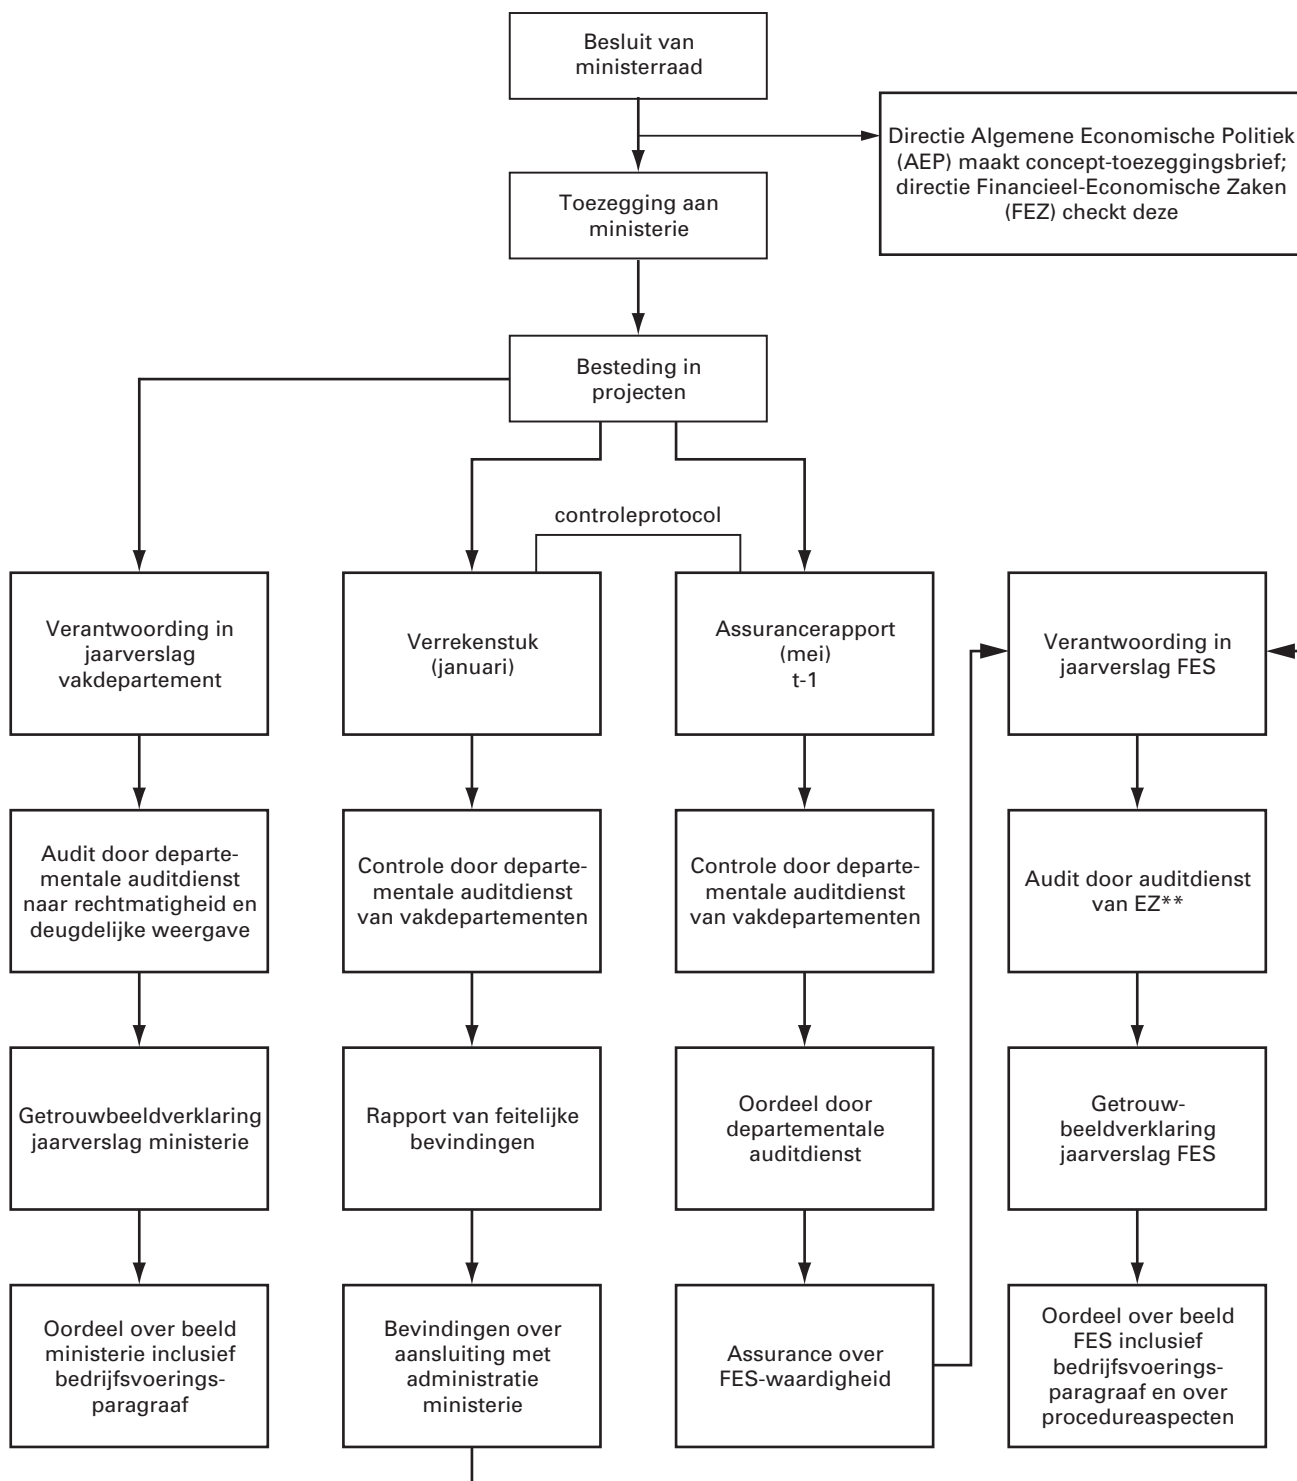 Besluit van
ministerraad
Directie Algemene Economische Politiek
(AEP) maakt concept-toezeggingsbrief;
directie Financieel-Economische Zaken
(FEZ) checkt deze
Toezegging aan
ministerie
Besteding in
projecten
controleprotocol
Verantwoording in
jaarverslag
vakdepartement
Verrekenstuk
(januari)
Assurancerapport
(mei)
t-1
Verantwoording in
jaarverslag FES
Audit door departe-
mentale auditdienst
naar rechtmatigheid en
deugdelijke weergave
Controle door departe-
mentale auditdienst
van vakdepartementen
Controle door departe-
mentale auditdienst
van vakdepartementen
Audit door auditdienst
van EZ**
Getrouwbeeldverklaring
jaarverslag ministerie
Rapport van feitelijke
bevindingen
Oordeel door
departementale
auditdienst
Getrouw-
beeldverklaring
jaarverslag FES
Oordeel over beeld
ministerie inclusief
bedrijfsvoerings-
paragraaf
Bevindingen over
aansluiting met
administratie
ministerie
Assurance over
FES-waardigheid
Oordeel over beeld
FES inclusief
bedrijfsvoerings-
paragraaf en over
procedureaspecten